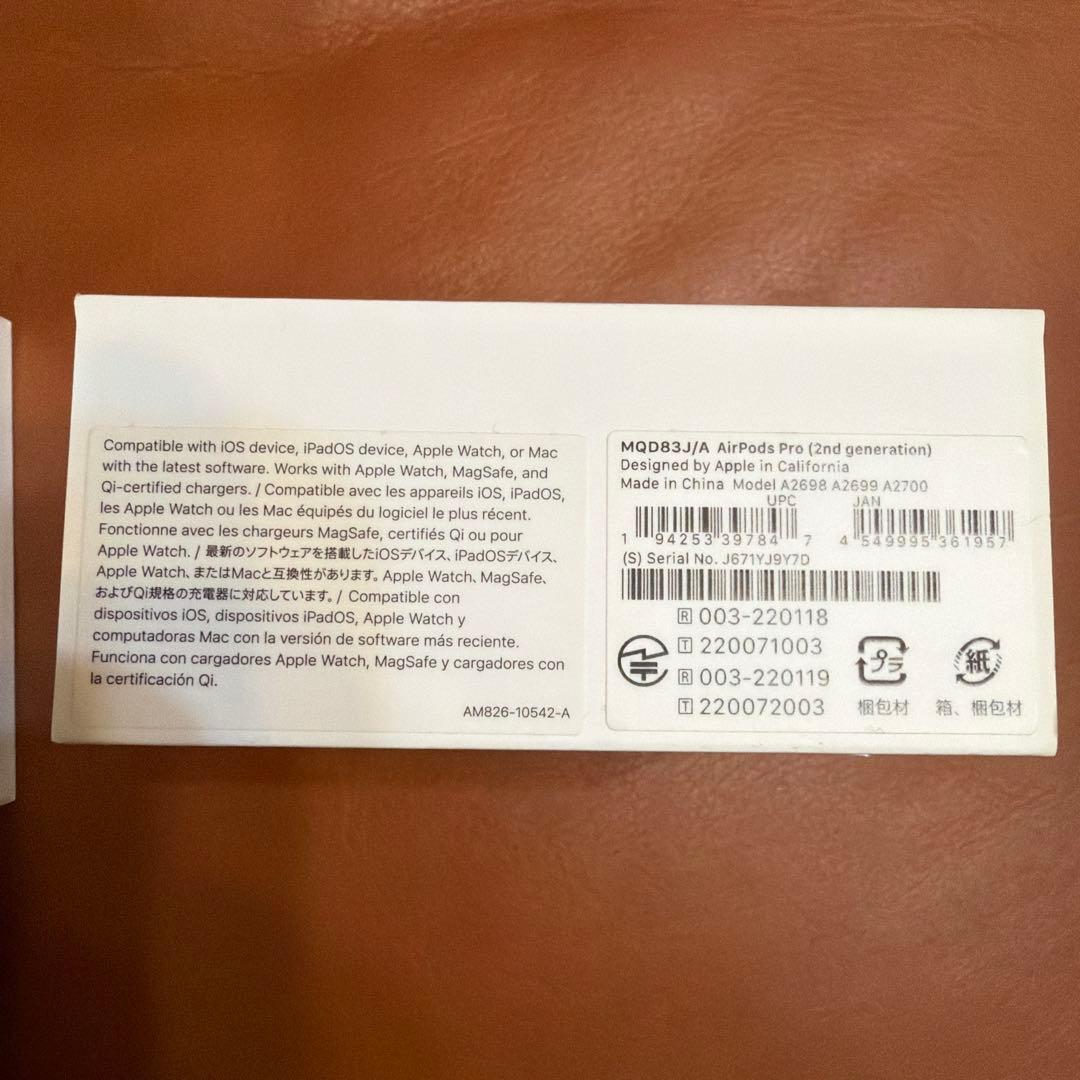 Compatible with iOS device, iPadOS device, Apple Watch, or Mac
with the latest software. Works with Apple Watch, MagSafe, and
Qi-certified chargers. / Compatible avec les appareils iOS, iPadOS,
les Apple Watch ou les Mac équipés du logiciel le plus récent.
Fonctionne avec les chargeurs MagSafe, certifiés Qi ou pour
Apple Watch. / 最新のソフトウェアを搭載したiOSデバイス、iPadOSデバイス、
Apple Watch、またはMacと互換性があります。Apple Watch、MagSafe、
およびQi規格の充電器に対応しています。/ Compatible con
dispositivos iOS, dispositivos iPadOS, Apple Watch y
computadoras Mac con la versión de software más reciente.
Funciona con cargadores Apple Watch, MagSafe y cargadores con
la certificación Qi.
AM826-10542-A
MQD83J/A AirPods Pro (2nd generation)
Designed by Apple in California
Made in China Model A2698 A2699 A2700
UPC JAN
1 94253 39784 7 4 549995 361957
(S) Serial No. J671YJ9Y7D
R 003-220118
T 220071003
R 003-220119
T 220072003
プラ
梱包材
紙
箱、梱包材